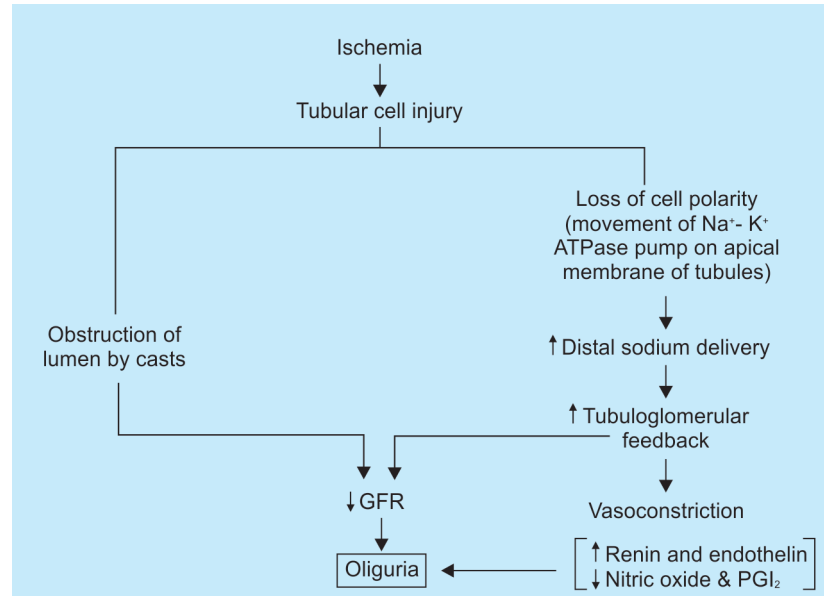 Ischemia
Tubular cell injury
Loss of cell polarity
(movement of Na⁺- K⁺
ATPase pump on apical
membrane of tubules)
Obstruction of
lumen by casts
↑ Distal sodium delivery
↑ Tubuloglomerular
feedback
↓ GFR
Vasoconstriction
↑ Renin and endothelin
↓ Nitric oxide & PGI₂
Oliguria